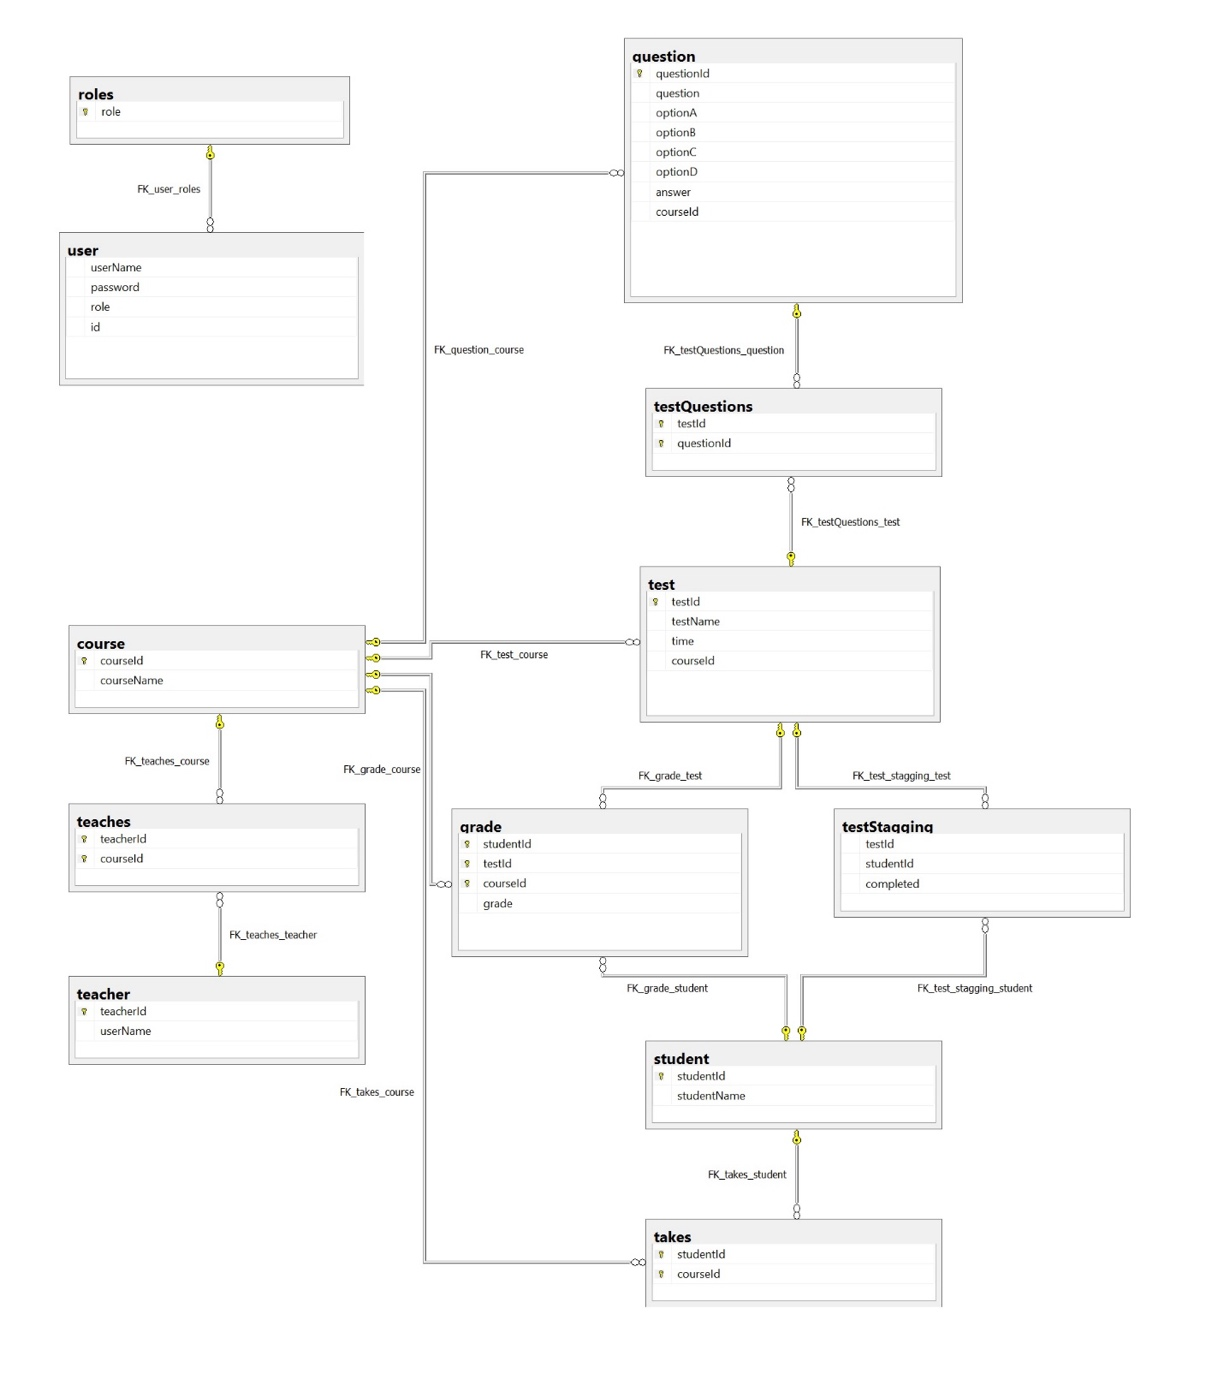 roles
role
FK_user_roles
user
userName
password
role
id
question
questionId
question
optionA
optionB
optionC
optionD
answer
courseId
FK_question_course
FK_testQuestions_question
testQuestions
testId
questionId
FK_testQuestions_test
test
testId
testName
time
courseId
course
courseId
courseName
FK_test_course
FK_teaches_course
FK_grade_course
FK_grade_test
FK_test_stagging_test
teaches
teacherId
courseId
grade
studentId
testId
courseId
grade
testStagging
testId
studentId
completed
FK_teaches_teacher
teacher
teacherId
userName
FK_grade_student
FK_test_stagging_student
student
studentId
studentName
FK_takes_course
FK_takes_student
takes
studentId
courseId